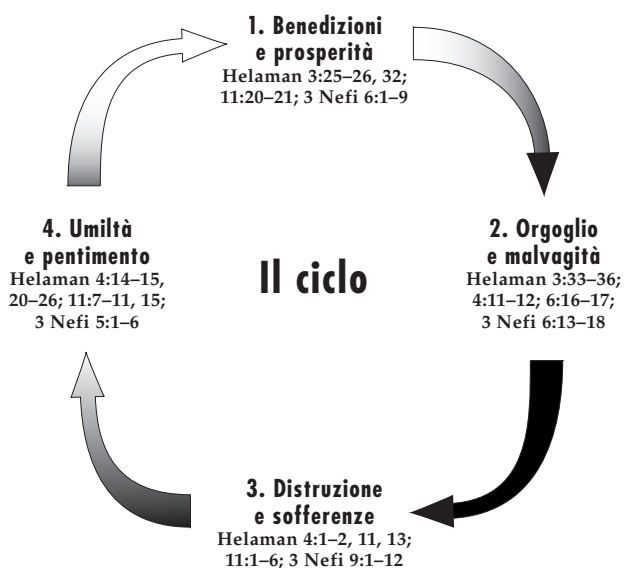 1. Benedizioni
e prosperità
Helaman 3:25–26, 32;
11:20–21; 3 Nefi 6:1–9
2. Orgoglio
e malvagità
Helaman 3:33–36;
4:11–12; 6:16–17;
3 Nefi 6:13–18
3. Distruzione
e sofferenze
Helaman 4:1–2, 11, 13;
11:1–6; 3 Nefi 9:1–12
4. Umiltà
e pentimento
Helaman 4:14–15,
20–26; 11:7–11, 15;
3 Nefi 5:1–6
Il ciclo